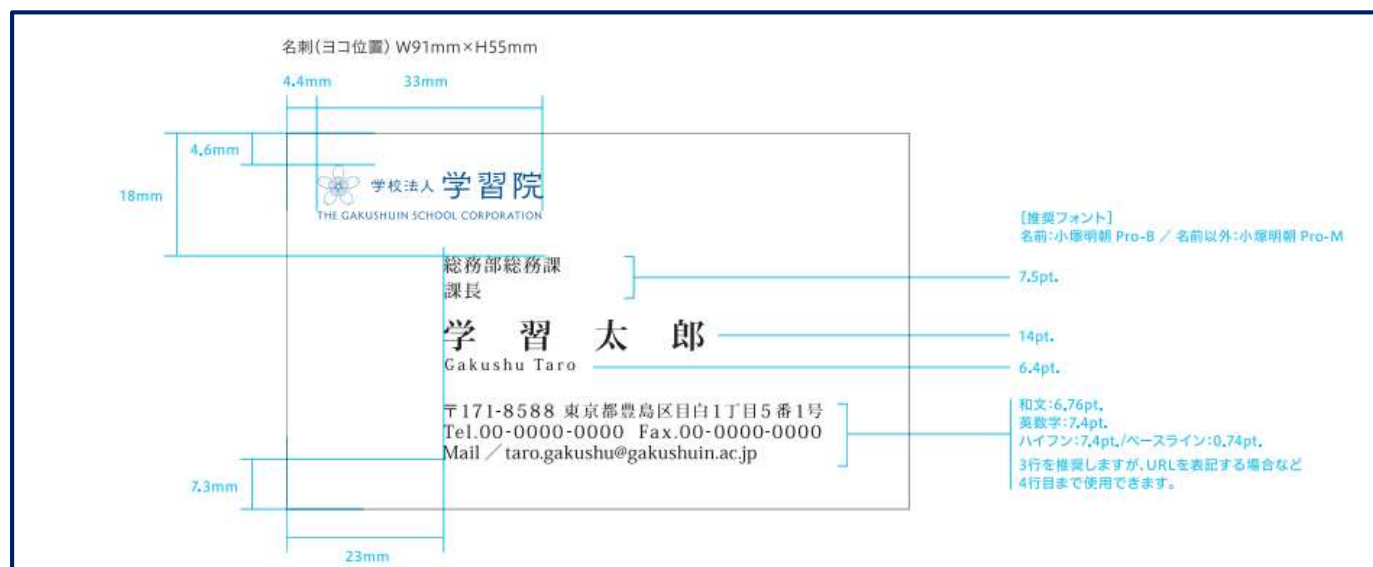 名刺(ヨコ位置) W91mm×H55mm
4.4mm 33mm
4.6mm
18mm
学校法人 学習院
THE GAKUSHUIN SCHOOL CORPORATION
[推奨フォント]
名前:小塚明朝 Pro-B / 名前以外:小塚明朝 Pro-M
総務部総務課
課長
7.5pt.
学習太郎
14pt.
Gakushu Taro
6.4pt.
〒171-8588 東京都豊島区目白1丁目5番1号
Tel.00-0000-0000 Fax.00-0000-0000
Mail/taro.gakushu@gakushuin.ac.jp
和文:6.76pt.
英数字:7.4pt.
ハイフン:7.4pt./ベースライン:0.74pt.
3行を推奨しますが、URLを表記する場合など
4行目まで使用できます。
7.3mm
23mm